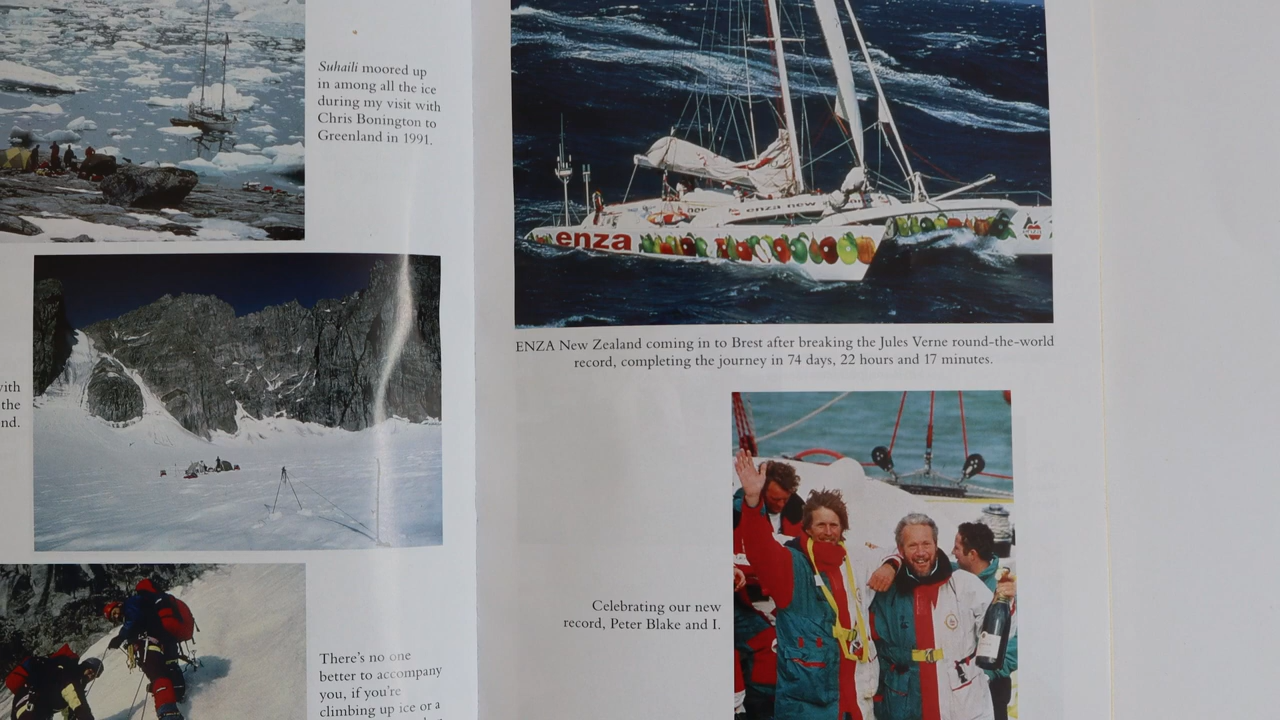 Suhaili moored up
in among all the ice
during my visit with
Chris Bonington to
Greenland in 1991.
with
the
nd.
There's no one
better to accompany
you, if you're
climbing up ice or a
enza
enza new
ENZA New Zealand coming in to Brest after breaking the Jules Verne round-the-world
record, completing the journey in 74 days, 22 hours and 17 minutes.
Celebrating our new
record, Peter Blake and I.